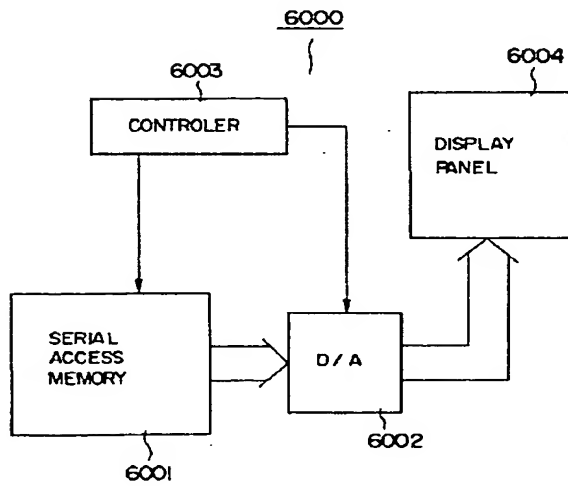 6000
6003
6004
CONTROLER
DISPLAY
PANEL
SERIAL
ACCESS
MEMORY
D/A
6002
6001